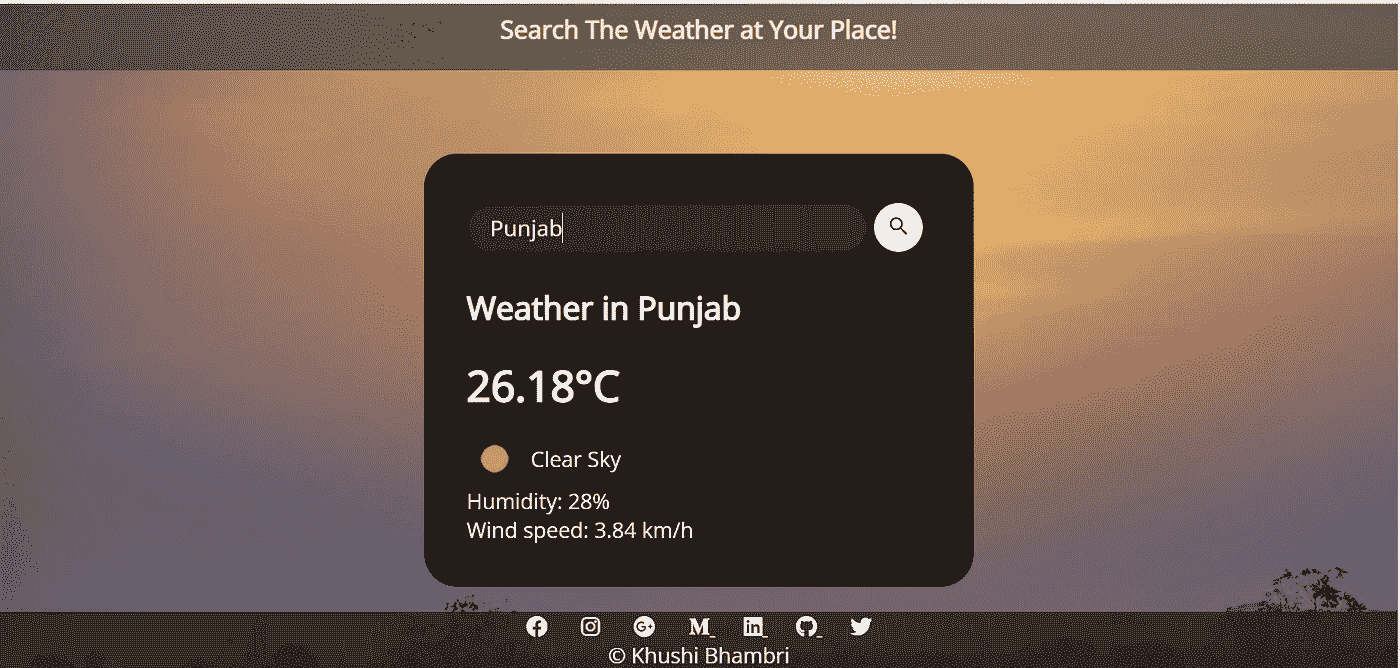 Search The Weather at Your Place!
Punjab
Weather in Punjab
26.18°C
Clear Sky
Humidity: 28%
Wind speed: 3.84 km/h
© Khushi Bhambri